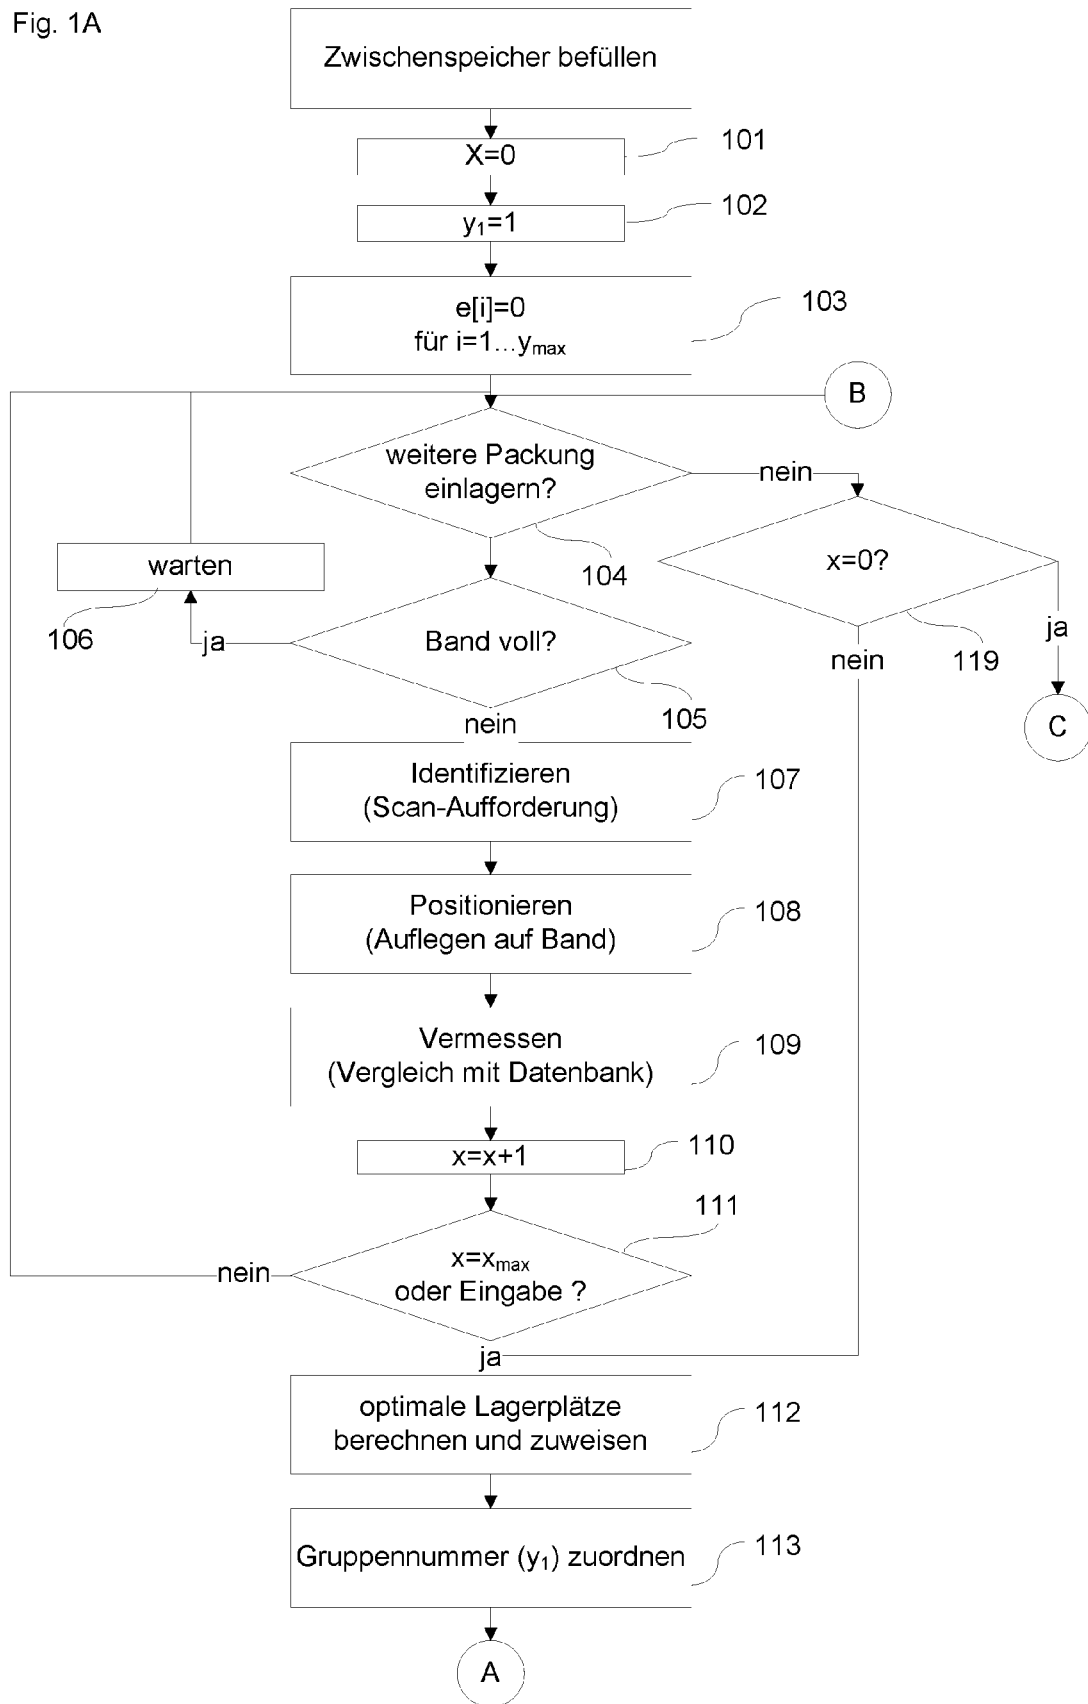 Fig. 1A
Zwischenspeicher befüllen
101
X=0
102
y₁=1
103
e[i]=0
für i=1...yₘₐₓ
B
weitere Packung
einlagern?
nein
104
x=0?
warten
106
ja
Band voll?
105
nein
nein
119
ja
C
Identifizieren
(Scan-Aufforderung)
107
Positionieren
(Auflegen auf Band)
108
Vermessen
(Vergleich mit Datenbank)
109
x=x+1
110
111
x=xₘₐₓ
oder Eingabe ?
nein
ja
optimale Lagerplätze
berechnen und zuweisen
112
Gruppennummer (y₁) zuordnen
113
A